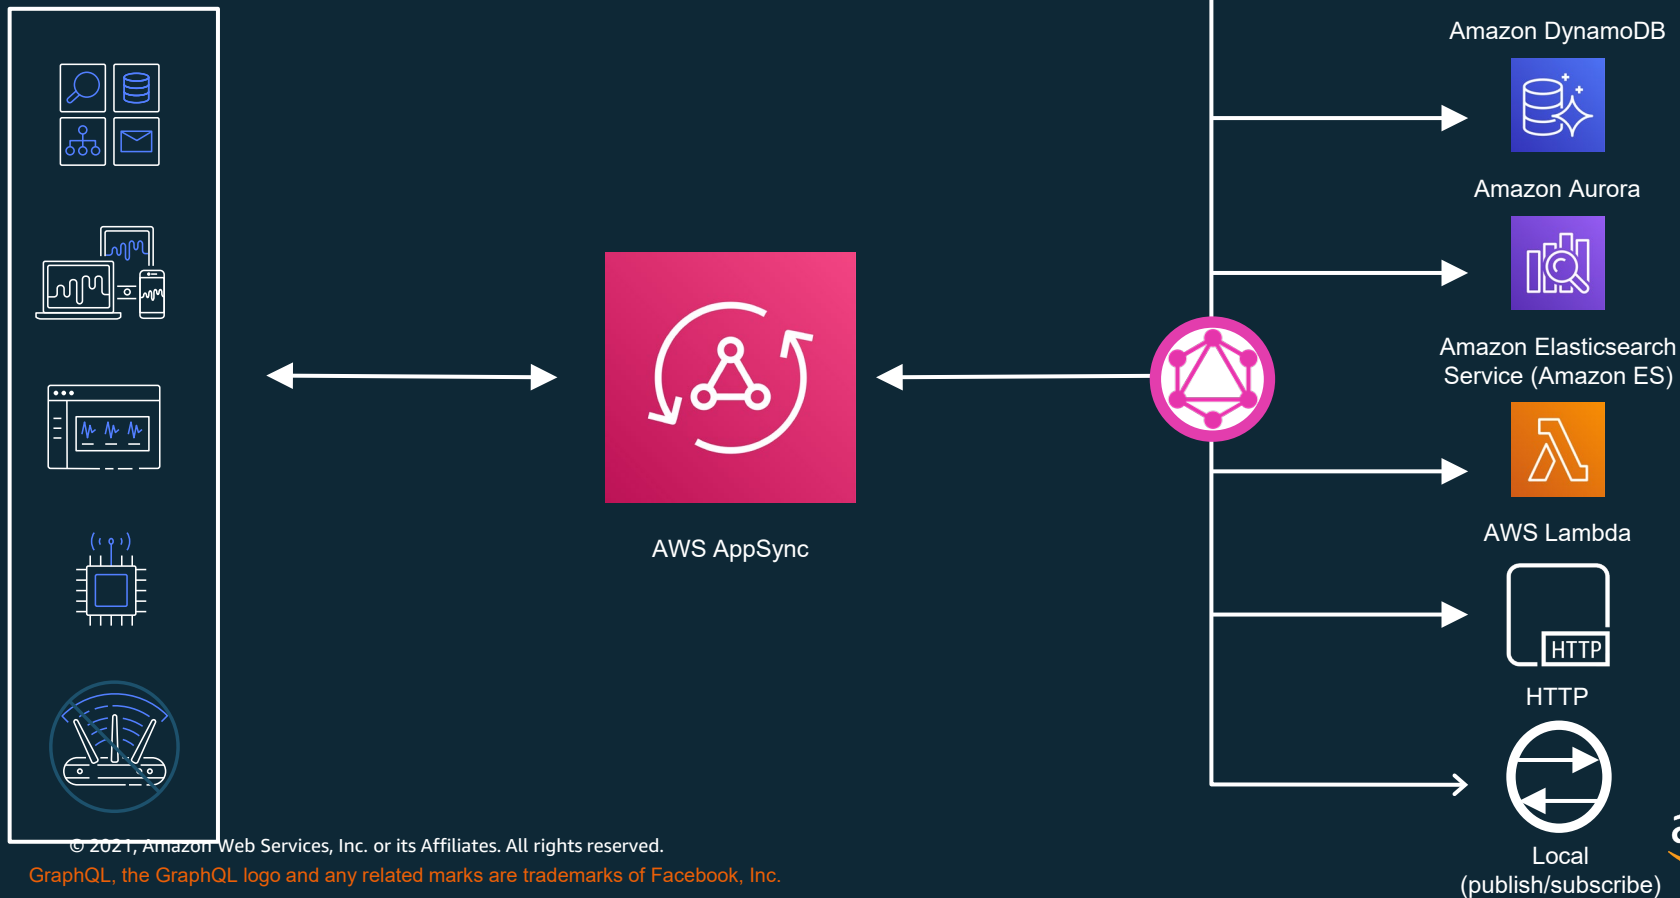 Amazon DynamoDB
Amazon Aurora
Amazon Elasticsearch
Service (Amazon ES)
AWS AppSync
AWS Lambda
HTTP
HTTP
Local
(publish/subscribe)
© 2021, Amazon Web Services, Inc. or its Affiliates. All rights reserved.
GraphQL, the GraphQL logo and any related marks are trademarks of Facebook, Inc.